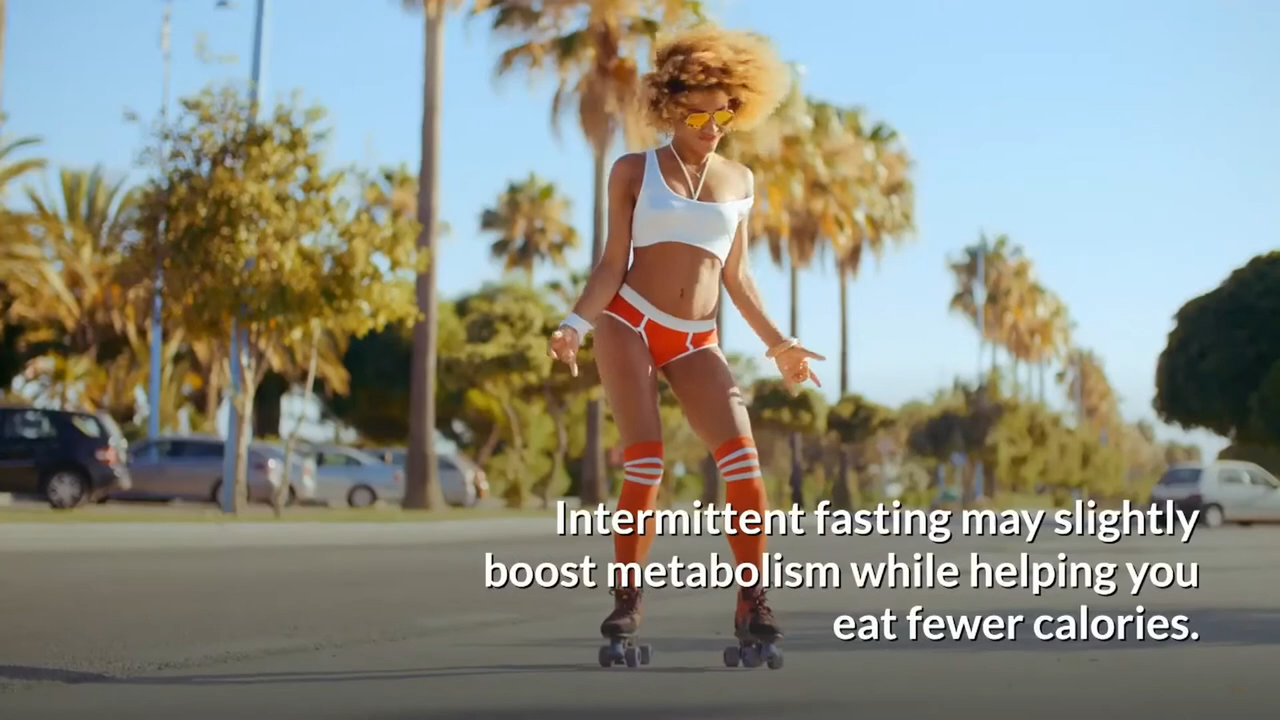 Intermittent fasting may slightly
boost metabolism while helping you
eat fewer calories.